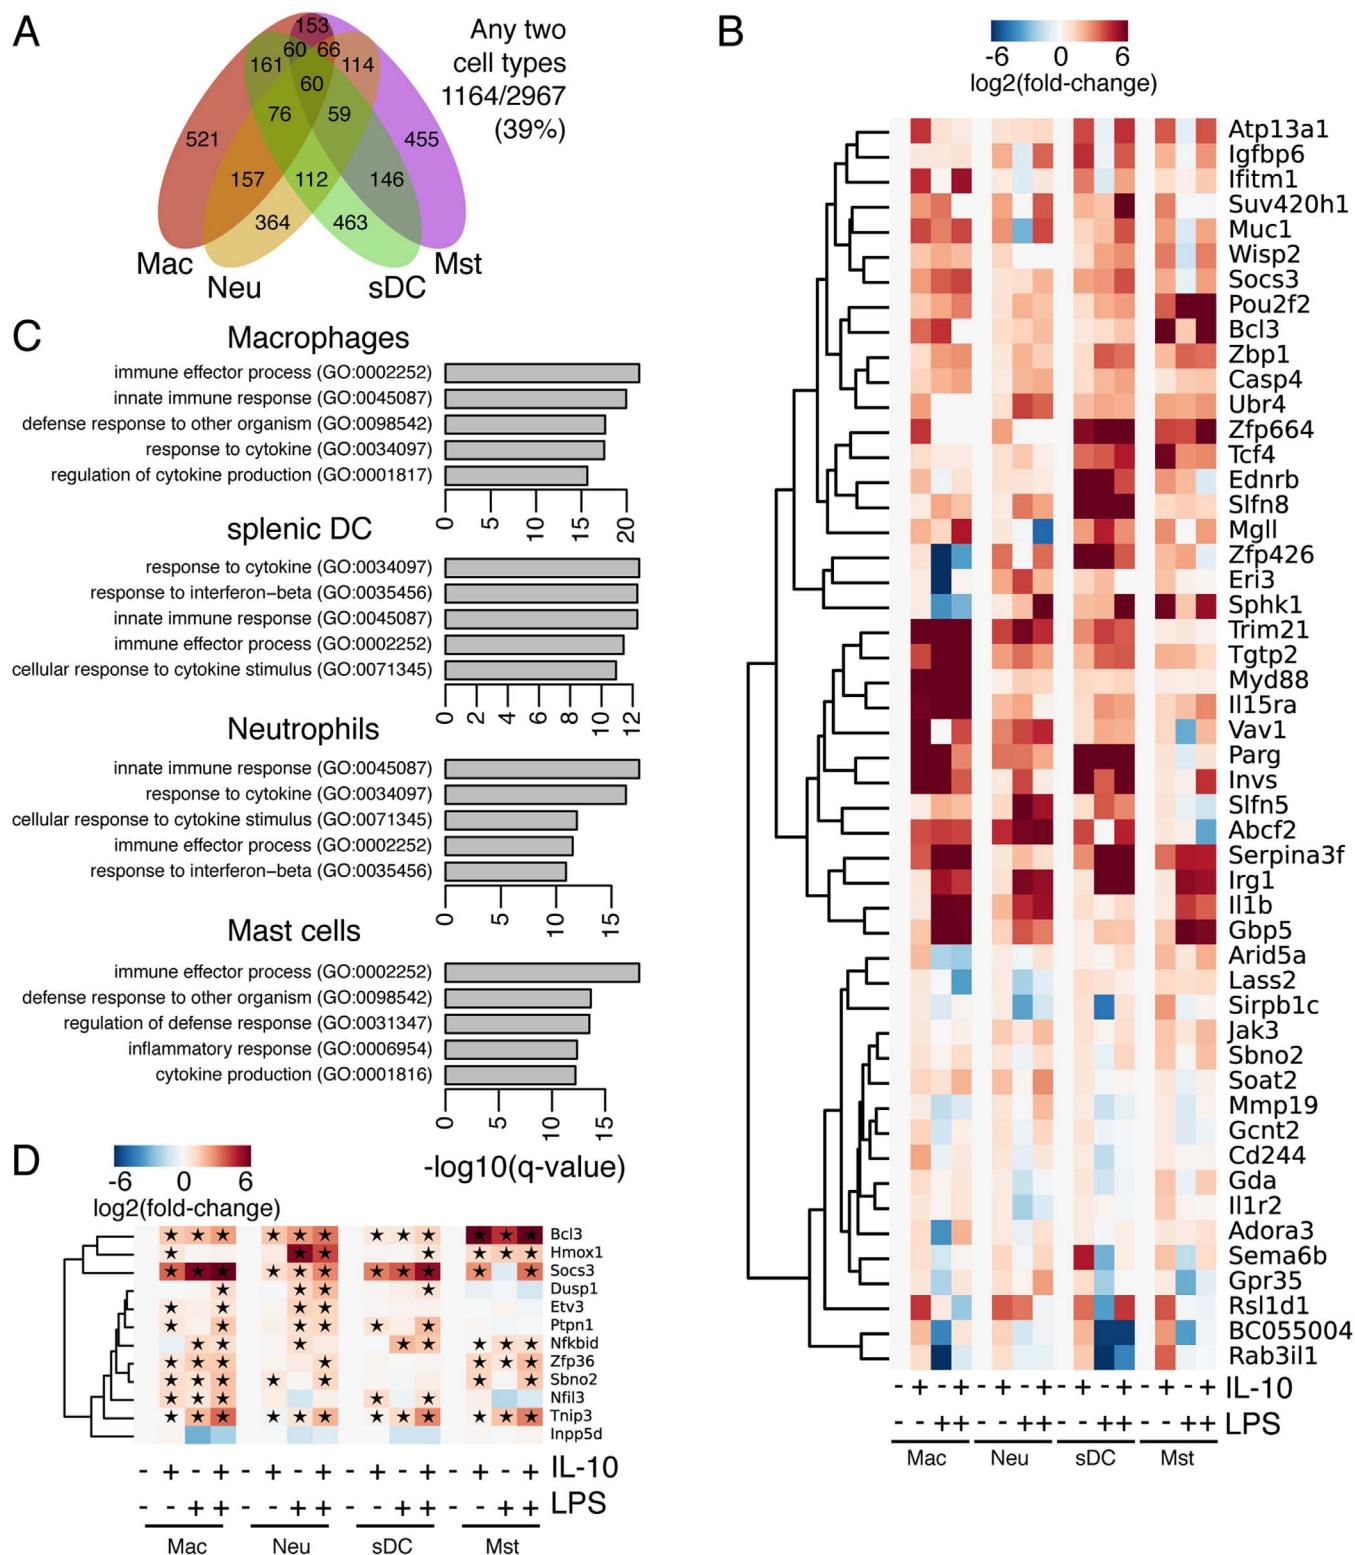 A
153
60
66
161
114
60
76
59
521
455
157
112
146
364
463
Mac
Neu
sDC
Mst
Any two
cell types
1164/2967
(39%)
B
-6 0 6
log2(fold-change)
Atp13a1
Igfbp6
Ifitm1
Suv420h1
Muc1
Wisp2
Socs3
Pou2f2
Bcl3
Zbp1
Casp4
Ubr4
Zfp664
Tcf4
Ednrb
Slfn8
Mgll
Zfp426
Eri3
Sphk1
Trim21
Tgtp2
Myd88
Il15ra
Vav1
Parg
Invs
Slfn5
Abcf2
Serpina3f
Irg1
Il1b
Gbp5
Arid5a
Lass2
Sirpb1c
Jak3
Sbno2
Soat2
Mmp19
Gcnt2
Cd244
Gda
Il1r2
Adora3
Sema6b
Gpr35
Rsl1d1
BC055004
Rab3il1
- + - + - + - + - + - + - + - + IL-10
- - + + - - + + - - + + - - + + LPS
Mac Neu sDC Mst
C
Macrophages
immune effector process (GO:0002252)
innate immune response (GO:0045087)
defense response to other organism (GO:0098542)
response to cytokine (GO:0034097)
regulation of cytokine production (GO:0001817)
0 5 10 15 20
splenic DC
response to cytokine (GO:0034097)
response to interferon−beta (GO:0035456)
innate immune response (GO:0045087)
immune effector process (GO:0002252)
cellular response to cytokine stimulus (GO:0071345)
0 2 4 6 8 10 12
Neutrophils
innate immune response (GO:0045087)
response to cytokine (GO:0034097)
cellular response to cytokine stimulus (GO:0071345)
immune effector process (GO:0002252)
response to interferon−beta (GO:0035456)
0 5 10 15
Mast cells
immune effector process (GO:0002252)
defense response to other organism (GO:0098542)
regulation of defense response (GO:0031347)
inflammatory response (GO:0006954)
cytokine production (GO:0001816)
0 5 10 15
-log10(q-value)
D
-6 0 6
log2(fold-change)
Bcl3
Hmox1
Socs3
Dusp1
Etv3
Ptpn1
Nfkbid
Zfp36
Sbno2
Nfil3
Tnip3
Inpp5d
- + - + - + - + - + - + - + - + IL-10
- - + + - - + + - - + + - - + + LPS
Mac Neu sDC Mst